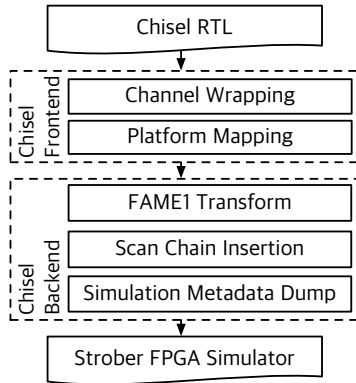 Chisel RTL
Chisel
Frontend
Channel Wrapping
Platform Mapping
Chisel
Backend
FAME1 Transform
Scan Chain Insertion
Simulation Metadata Dump
Strober FPGA Simulator